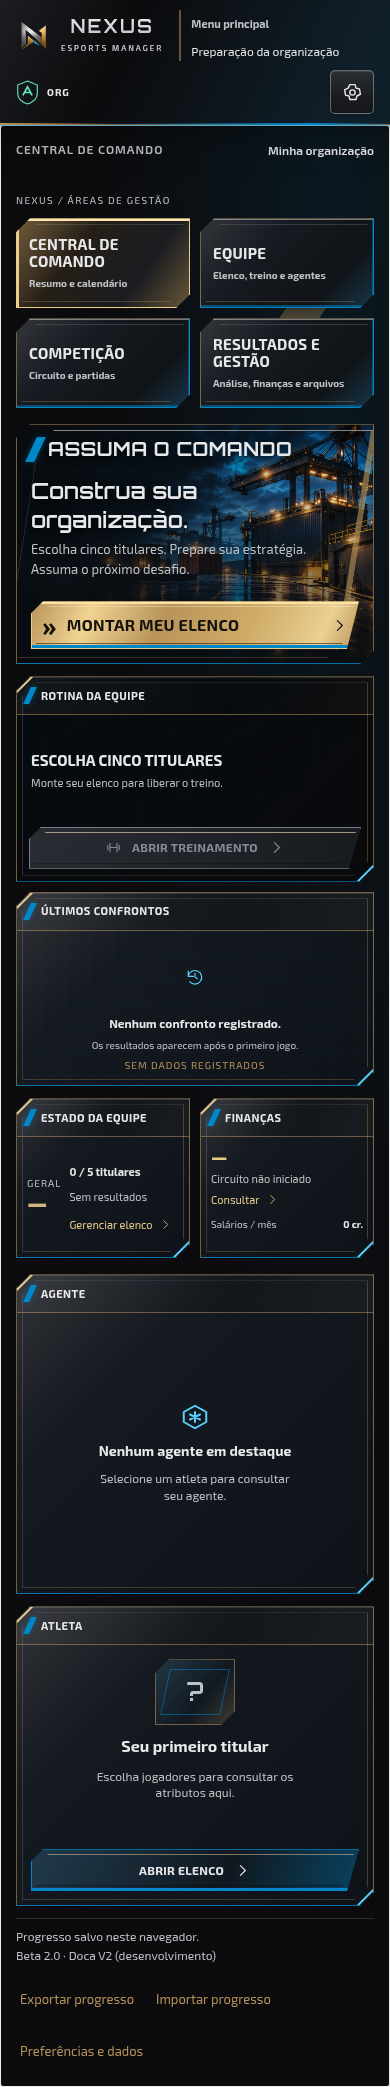 NEXUS
ESPORTS MANAGER
Menu principal
Preparação da organização
ORG
CENTRAL DE COMANDO
Minha organização
NEXUS / ÁREAS DE GESTÃO
CENTRAL DE
COMANDO
Resumo e calendário
EQUIPE
Elenco, treino e agentes
COMPETIÇÃO
Circuito e partidas
RESULTADOS E
GESTÃO
Análise, finanças e arquivos
ASSUMA O COMANDO
Construa sua
organização.
Escolha cinco titulares. Prepare sua estratégia.
Assuma o próximo desafio.
» MONTAR MEU ELENCO
ROTINA DA EQUIPE
ESCOLHA CINCO TITULARES
Monte seu elenco para liberar o treino.
ABRIR TREINAMENTO
ÚLTIMOS CONFRONTOS
Nenhum confronto registrado.
Os resultados aparecem após o primeiro jogo.
SEM DADOS REGISTRADOS
ESTADO DA EQUIPE
GERAL
—
0 / 5 titulares
Sem resultados
Gerenciar elenco
FINANÇAS
—
Circuito não iniciado
Consultar
Salários / mês 0 cr.
AGENTE
Nenhum agente em destaque
Selecione um atleta para consultar
seu agente.
ATLETA
?
Seu primeiro titular
Escolha jogadores para consultar os
atributos aqui.
ABRIR ELENCO
Progresso salvo neste navegador.
Beta 2.0 · Doca V2 (desenvolvimento)
Exportar progresso Importar progresso
Preferências e dados